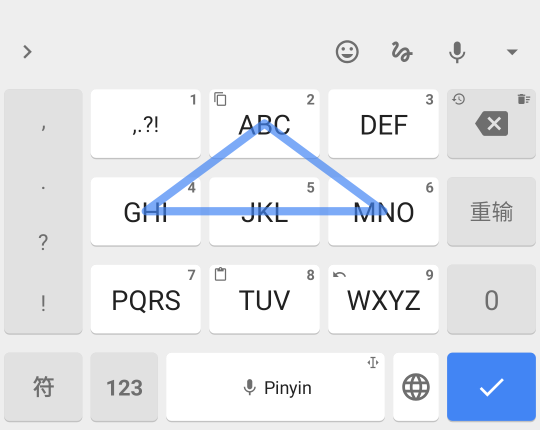 1 2 3
, ,.?! ABC DEF
.
4 5 6
GHI JKL MNO 重输
?
7 8 9
! PQRS TUV WXYZ 0
符 123 Pinyin